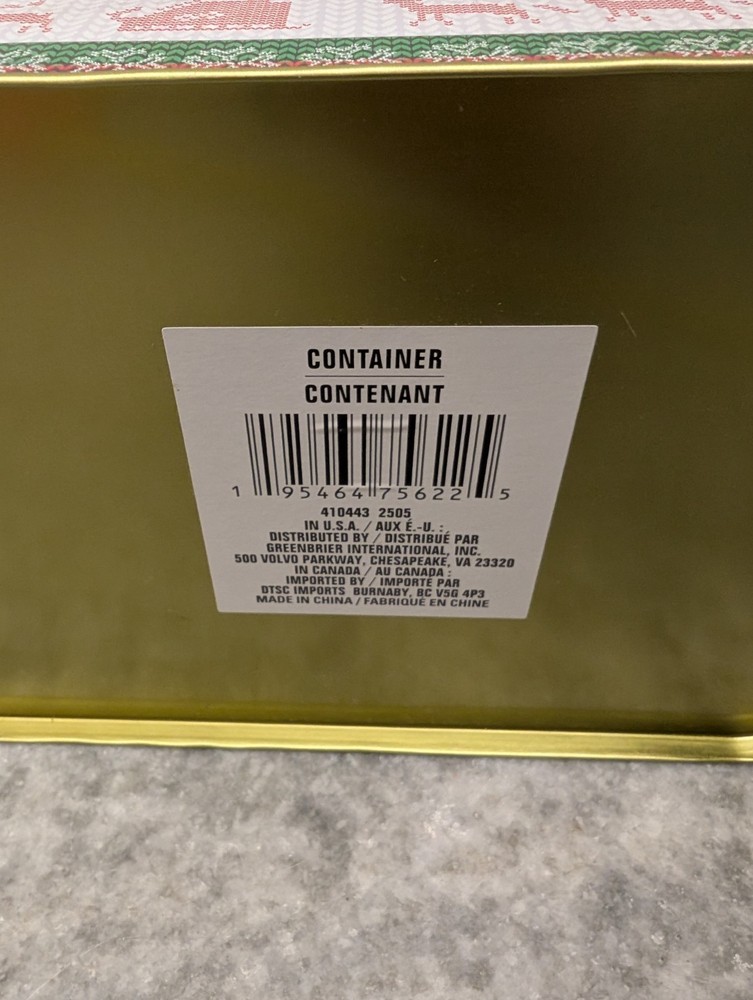 CONTAINER
CONTENANT
1 95464 75622 5
410443 2505
IN U.S.A. / AUX É.-U. :
DISTRIBUTED BY / DISTRIBUÉ PAR
GREENBRIER INTERNATIONAL, INC.
500 VOLVO PARKWAY, CHESAPEAKE, VA 23320
IN CANADA / AU CANADA :
IMPORTED BY / IMPORTÉ PAR
DTSC IMPORTS BURNABY, BC V5G 4P3
MADE IN CHINA / FABRIQUÉ EN CHINE